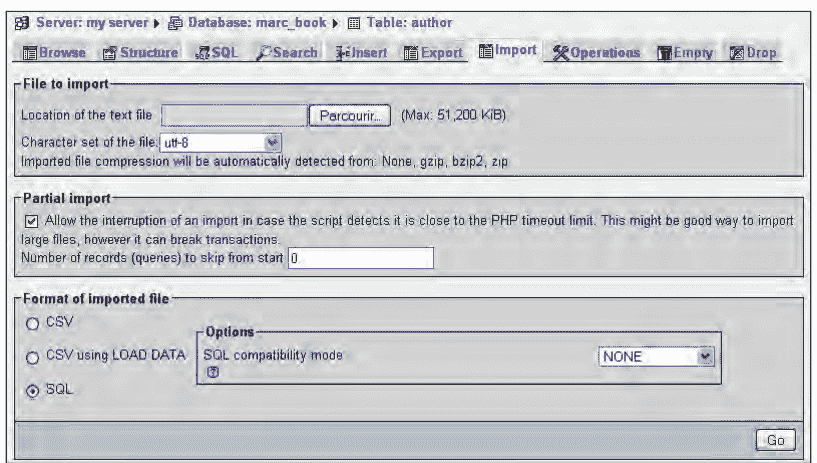 Server: my server ▸ Database: marc_book ▸ Table: author
Browse Structure SQL Search Insert Export Import Operations Empty Drop
File to import
Location of the text file Parcourir... (Max: 51,200 KiB)
Character set of the file: utf-8
Imported file compression will be automatically detected from: None, gzip, bzip2, zip
Partial import
Allow the interruption of an import in case the script detects it is close to the PHP timeout limit. This might be good way to import
large files, however it can break transactions.
Number of records (queries) to skip from start 0
Format of imported file
CSV
Options
CSV using LOAD DATA SQL compatibility mode NONE
SQL
Go